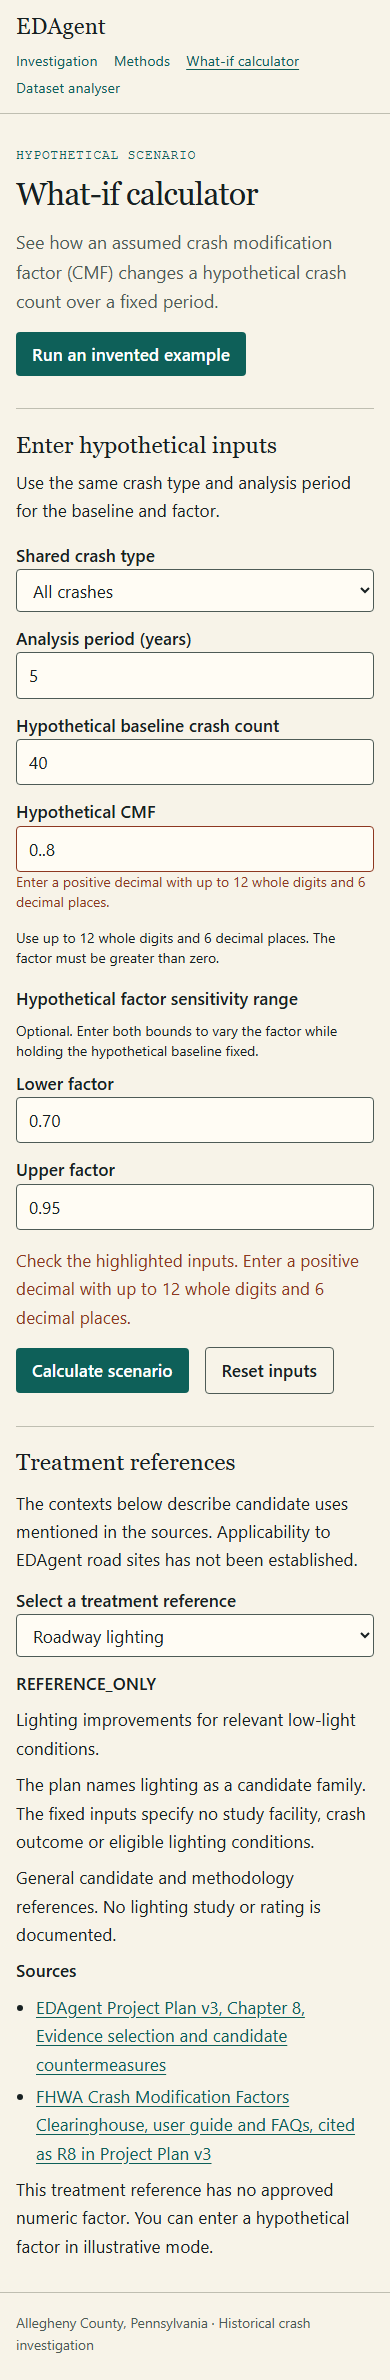 EDAgent
Investigation Methods What-if calculator
Dataset analyser
HYPOTHETICAL SCENARIO
What-if calculator
See how an assumed crash modification
factor (CMF) changes a hypothetical crash
count over a fixed period.
Run an invented example
Enter hypothetical inputs
Use the same crash type and analysis period
for the baseline and factor.
Shared crash type
All crashes
Analysis period (years)
5
Hypothetical baseline crash count
40
Hypothetical CMF
0..8
Enter a positive decimal with up to 12 whole digits and 6
decimal places.
Use up to 12 whole digits and 6 decimal places. The
factor must be greater than zero.
Hypothetical factor sensitivity range
Optional. Enter both bounds to vary the factor while
holding the hypothetical baseline fixed.
Lower factor
0.70
Upper factor
0.95
Check the highlighted inputs. Enter a positive
decimal with up to 12 whole digits and 6
decimal places.
Calculate scenario Reset inputs
Treatment references
The contexts below describe candidate uses
mentioned in the sources. Applicability to
EDAgent road sites has not been established.
Select a treatment reference
Roadway lighting
REFERENCE_ONLY
Lighting improvements for relevant low-light
conditions.
The plan names lighting as a candidate family.
The fixed inputs specify no study facility, crash
outcome or eligible lighting conditions.
General candidate and methodology
references. No lighting study or rating is
documented.
Sources
• EDAgent Project Plan v3, Chapter 8,
Evidence selection and candidate
countermeasures
• FHWA Crash Modification Factors
Clearinghouse, user guide and FAQs, cited
as R8 in Project Plan v3
This treatment reference has no approved
numeric factor. You can enter a hypothetical
factor in illustrative mode.
Allegheny County, Pennsylvania · Historical crash
investigation